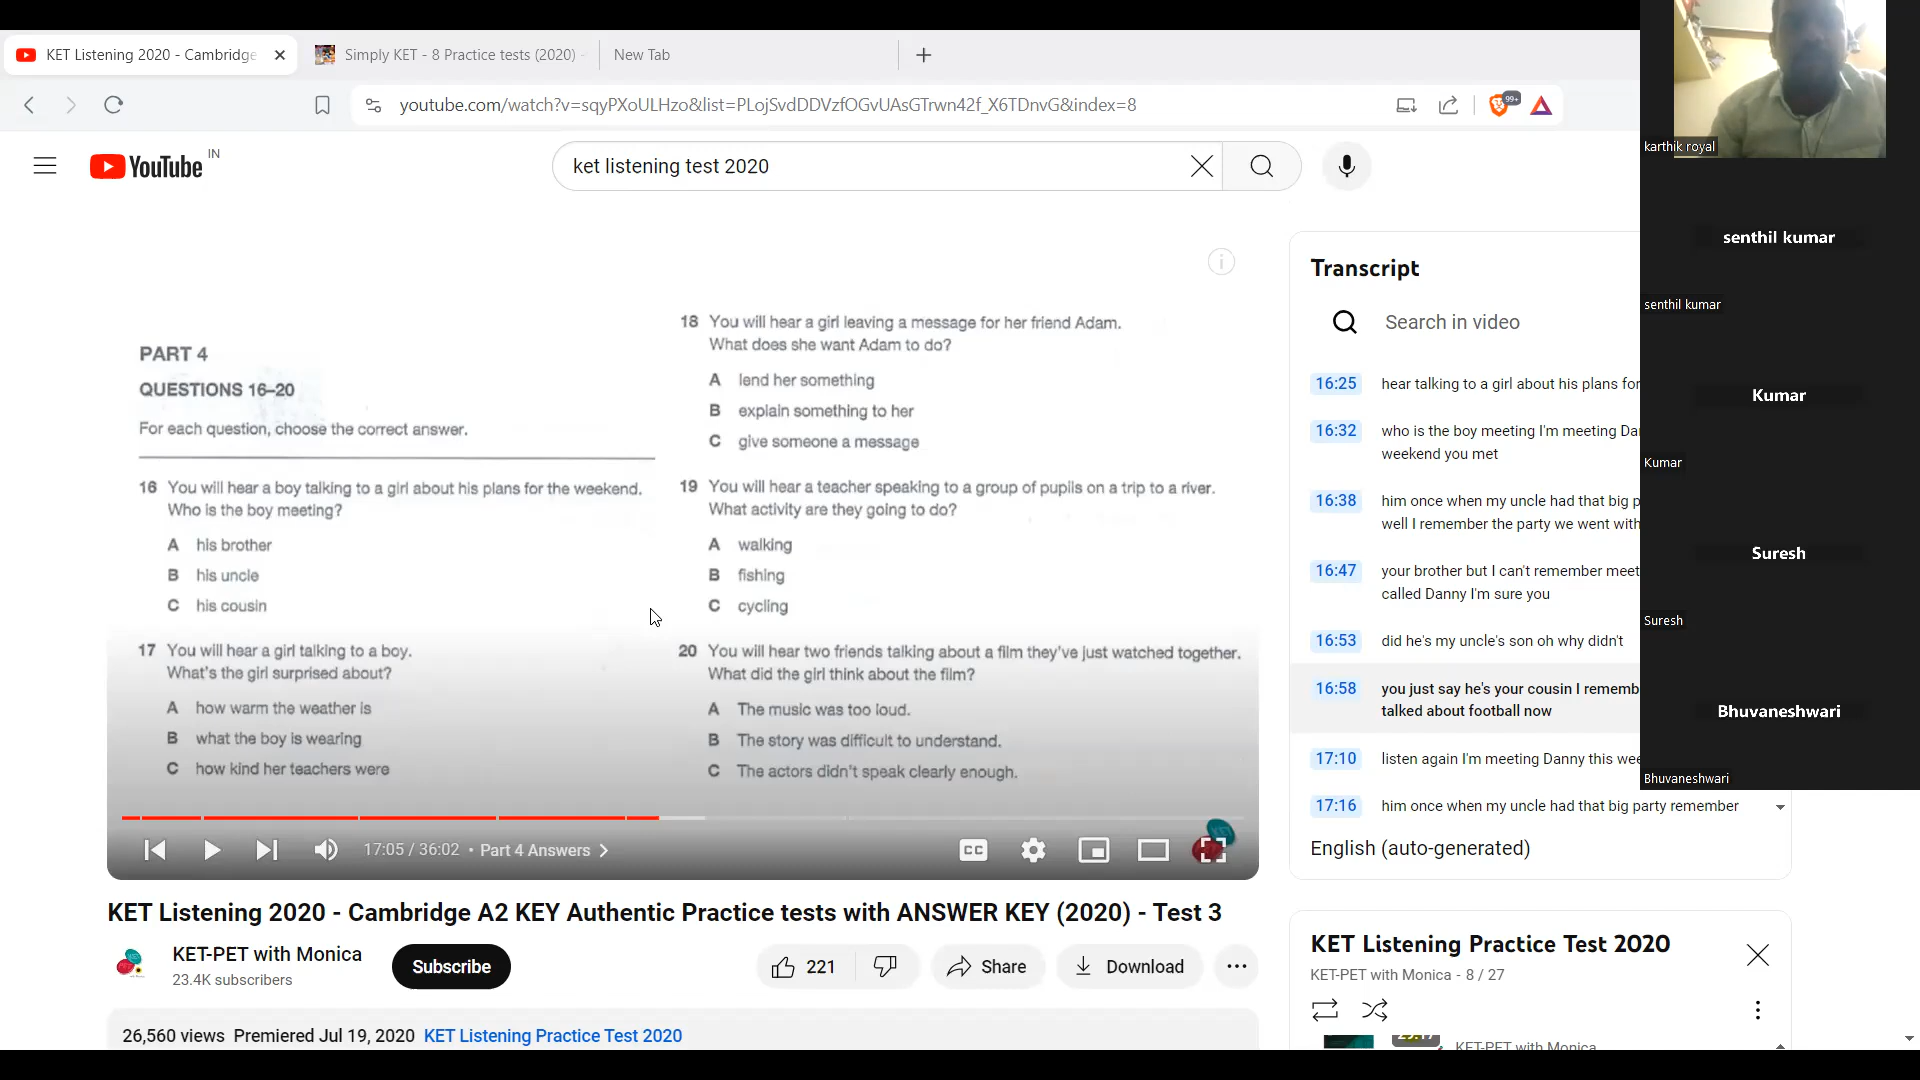 KET Listening 2020 - Cambridge
Simply KET - 8 Practice tests (2020) -
New Tab
youtube.com/watch?v=sqyPXoULHzo&list=PLojSvdDDVzfOGvUAsGTrwn42f_X6TDnvG&index=8
99+
YouTube IN
ket listening test 2020
PART 4
QUESTIONS 16–20
For each question, choose the correct answer.
16 You will hear a boy talking to a girl about his plans for the weekend.
Who is the boy meeting?
A his brother
B his uncle
C his cousin
17 You will hear a girl talking to a boy.
What's the girl surprised about?
A how warm the weather is
B what the boy is wearing
C how kind her teachers were
18 You will hear a girl leaving a message for her friend Adam.
What does she want Adam to do?
A lend her something
B explain something to her
C give someone a message
19 You will hear a teacher speaking to a group of pupils on a trip to a river.
What activity are they going to do?
A walking
B fishing
C cycling
20 You will hear two friends talking about a film they've just watched together.
What did the girl think about the film?
A The music was too loud.
B The story was difficult to understand.
C The actors didn't speak clearly enough.
17:05 / 36:02 • Part 4 Answers
CC
KET Listening 2020 - Cambridge A2 KEY Authentic Practice tests with ANSWER KEY (2020) - Test 3
KET-PET with Monica
23.4K subscribers
Subscribe
221
Share
Download
26,560 views Premiered Jul 19, 2020 KET Listening Practice Test 2020
Transcript
Search in video
16:25 hear talking to a girl about his plans for
16:32 who is the boy meeting I'm meeting
weekend you met
16:38 him once when my uncle had that big
well I remember the party we went with
16:47 your brother but I can't remember
called Danny I'm sure you
16:53 did he's my uncle's son oh why didn't
16:58 you just say he's your cousin I
talked about football now
17:10 listen again I'm meeting Danny this
17:16 him once when my uncle had that big party remember
English (auto-generated)
KET Listening Practice Test 2020
KET-PET with Monica - 8 / 27
KET-PET with Monica
karthik royal
senthil kumar
senthil kumar
Kumar
Kumar
Suresh
Suresh
Bhuvaneshwari
Bhuvaneshwari